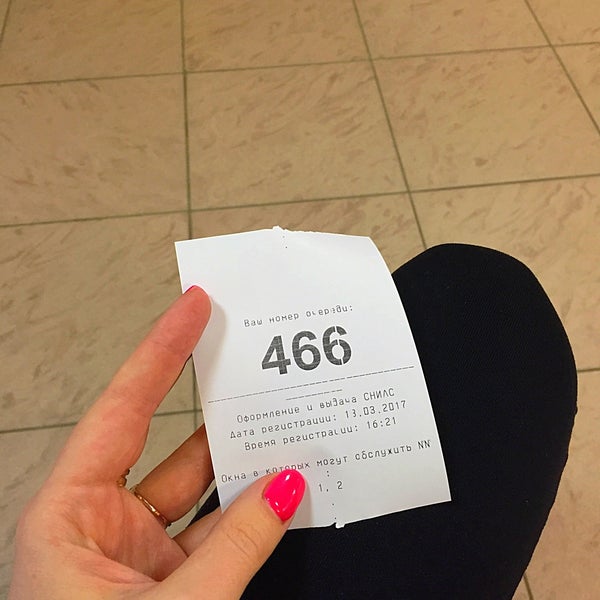 Ваш номер очереди:
466
Оформление и выдача СНИЛС
Дата регистрации: 13.03.2017
Время регистрации: 16:21
Окна в которых могут обслужить NN
:
1, 2